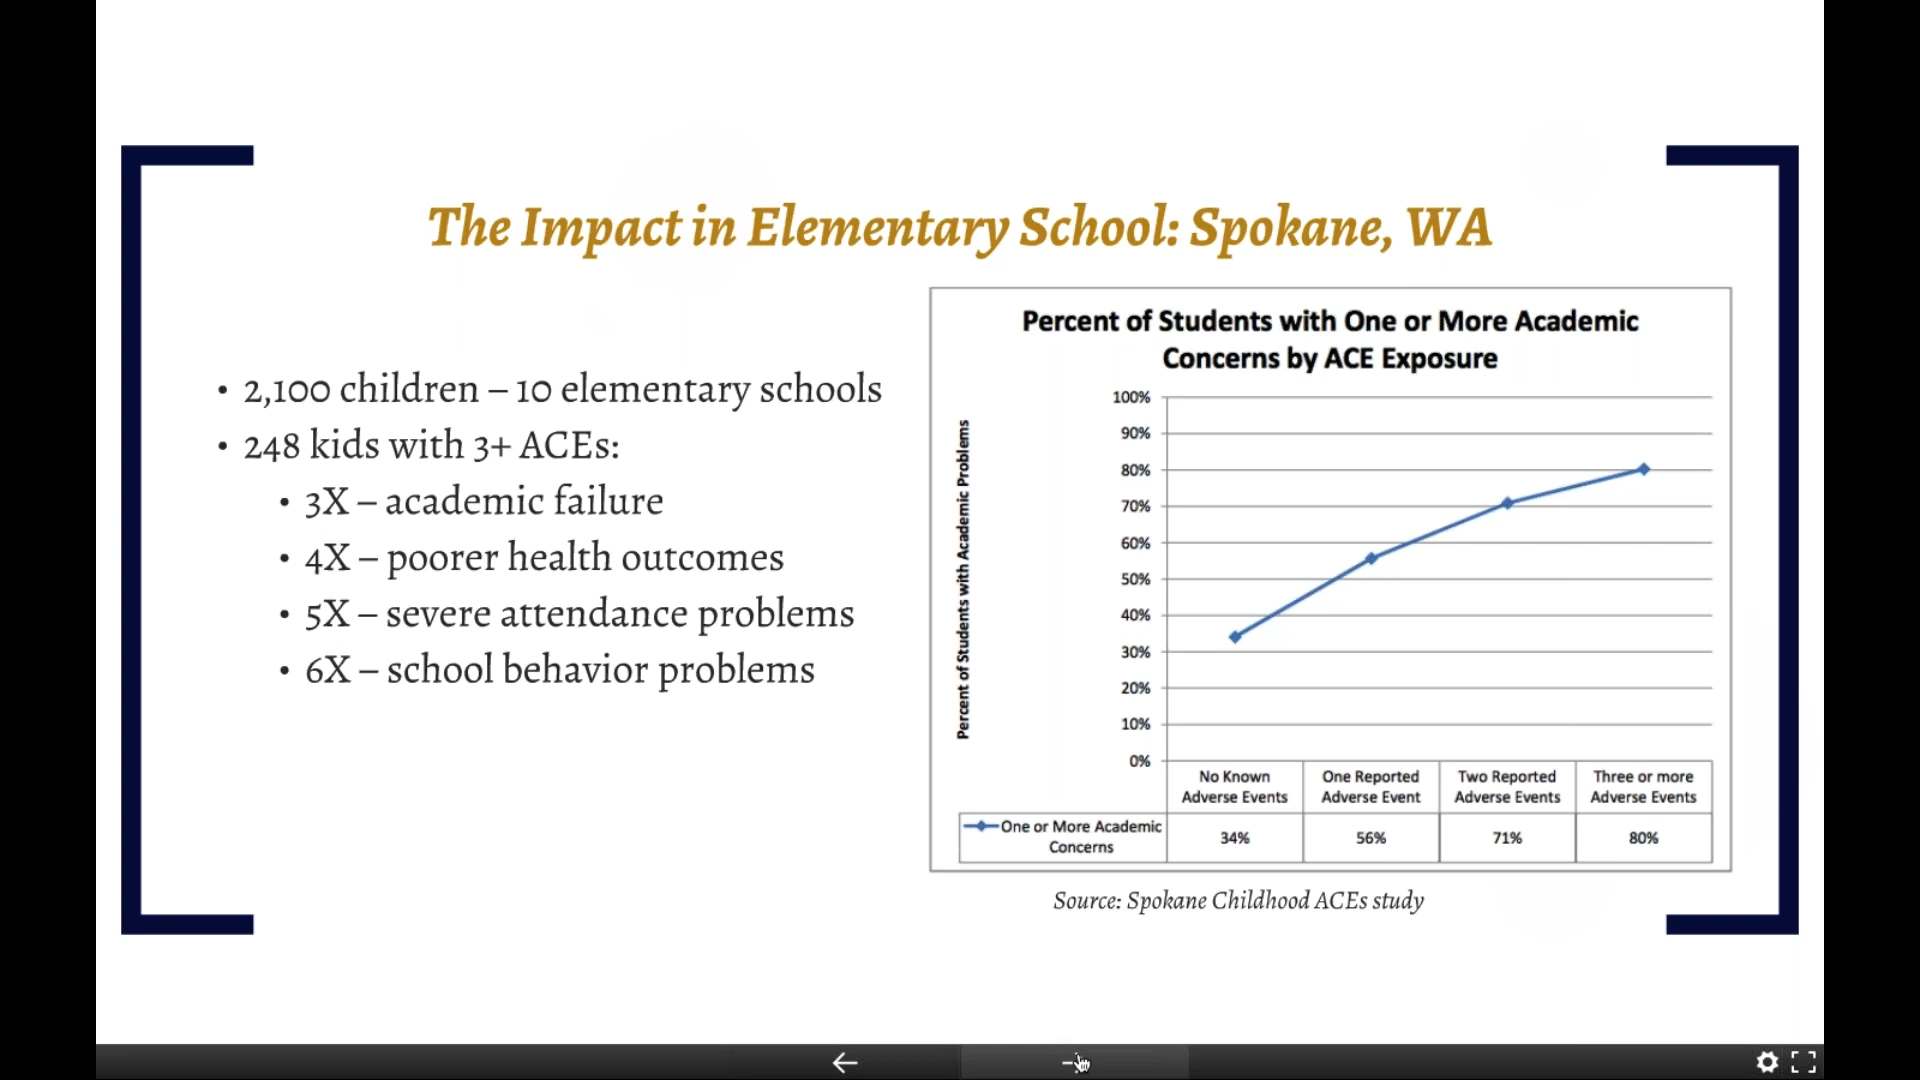 The Impact in Elementary School: Spokane, WA
• 2,100 children – 10 elementary schools
• 248 kids with 3+ ACEs:
• 3X – academic failure
• 4X – poorer health outcomes
• 5X – severe attendance problems
• 6X – school behavior problems
Percent of Students with One or More Academic
Concerns by ACE Exposure
Percent of Students with Academic Problems
100%
90%
80%
70%
60%
50%
40%
30%
20%
10%
0%
No Known Adverse Events
One Reported Adverse Event
Two Reported Adverse Events
Three or more Adverse Events
One or More Academic Concerns
34% 56% 71% 80%
Source: Spokane Childhood ACEs study